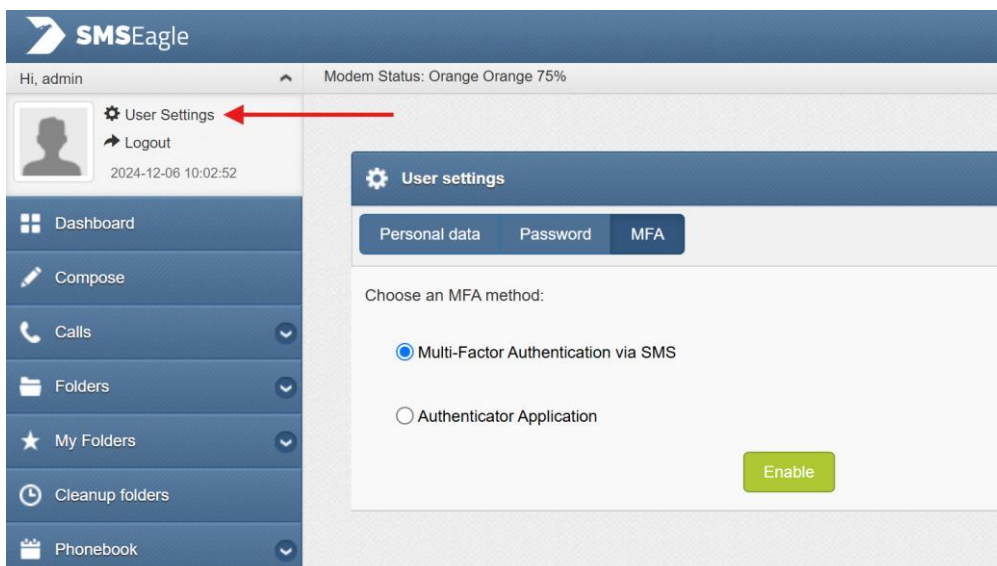 SMSEagle
Hi, admin
Modem Status: Orange Orange 75%
User Settings
Logout
2024-12-06 10:02:52
User settings
Personal data Password MFA
Choose an MFA method:
Multi-Factor Authentication via SMS
Authenticator Application
Enable
Dashboard
Compose
Calls
Folders
My Folders
Cleanup folders
Phonebook